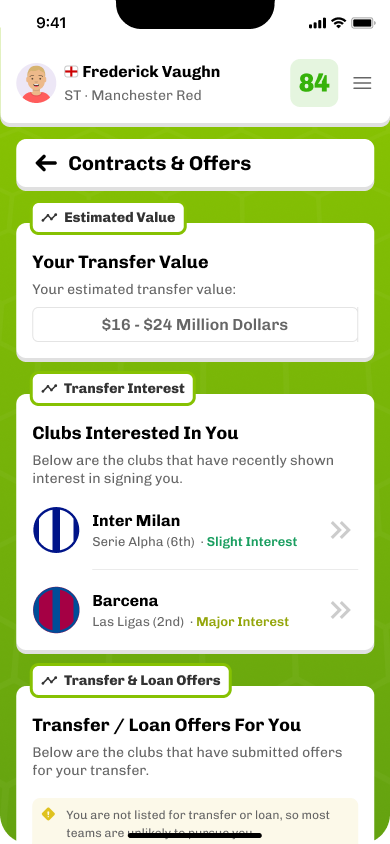 9:41
Frederick Vaughn
ST · Manchester Red
84
Contracts & Offers
Estimated Value
Your Transfer Value
Your estimated transfer value:
$16 - $24 Million Dollars
Transfer Interest
Clubs Interested In You
Below are the clubs that have recently shown
interest in signing you.
Inter Milan
Serie Alpha (6th) · Slight Interest
Barcena
Las Ligas (2nd) · Major Interest
Transfer & Loan Offers
Transfer / Loan Offers For You
Below are the clubs that have submitted offers
for your transfer.
You are not listed for transfer or loan, so most
teams are unlikely to pursue you.